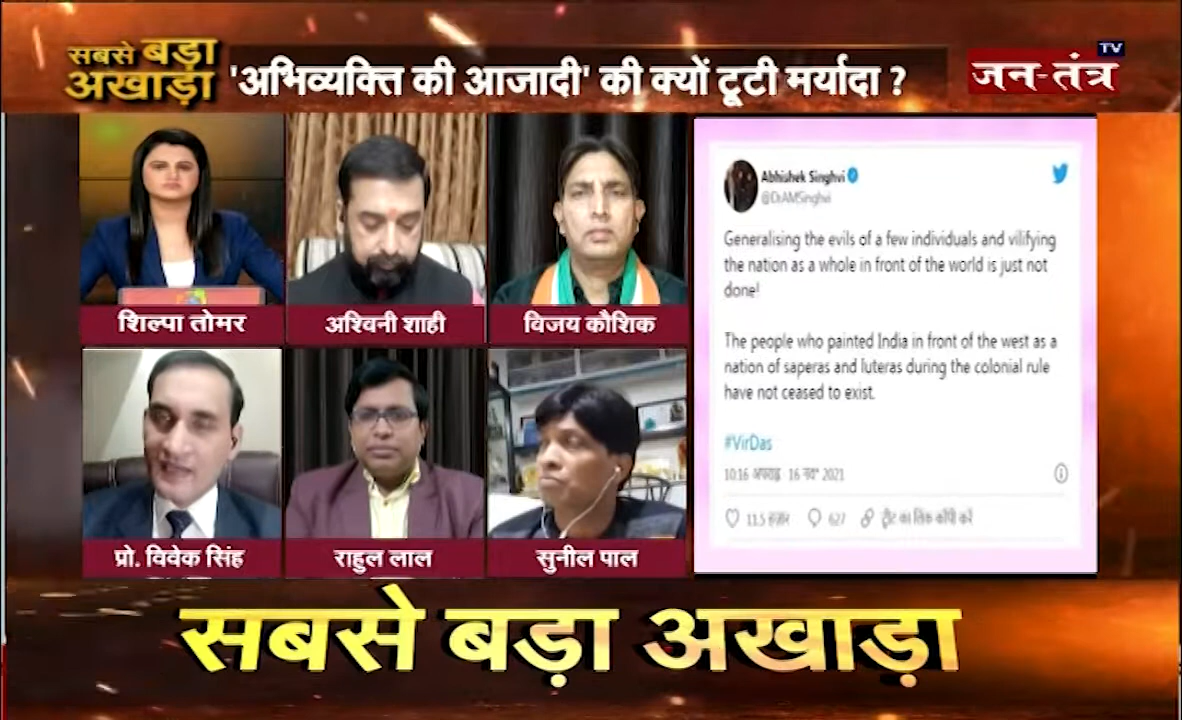 सबसे बड़ा
अखाड़ा
'अभिव्यक्ति की आजादी' की क्यों टूटी मर्यादा ?
जन-तंत्र
TV
शिल्पा तोमर
अश्विनी शाही
विजय कौशिक
प्रो. विवेक सिंह
राहुल लाल
सुनील पाल
Abhishek Singhvi
@DrAMSinghvi
Generalising the evils of a few individuals and vilifying
the nation as a whole in front of the world is just not
done!
The people who painted India in front of the west as a
nation of saperas and luteras during the colonial rule
have not ceased to exist.
#VirDas
10:16 अपराह्न 16 नव॰ 2021
11.5 हज़ार 627 ट्वीट का लिंक कॉपी करें
सबसे बड़ा अखाड़ा